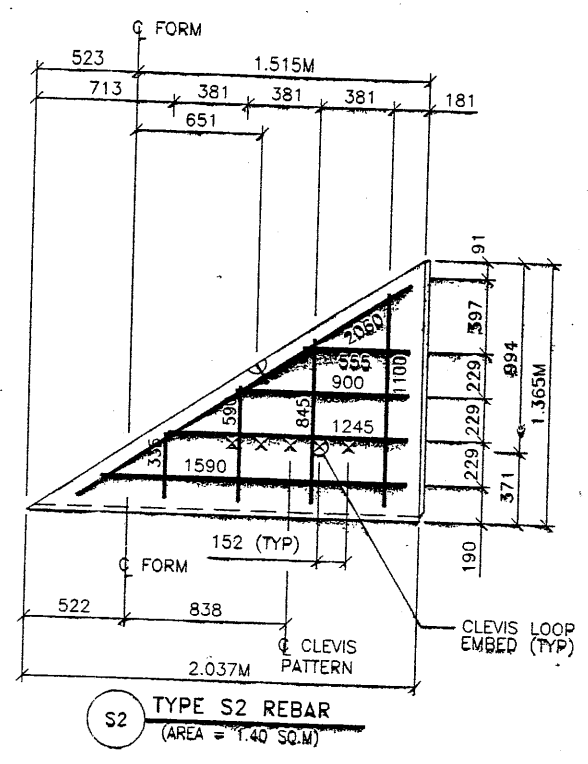 ℄ FORM
523
1.515M
713
381
381
381
181
651
91
397
994
1.365M
229
229
229
371
190
2060
555
900
1100
590
845
1245
336
1590
152 (TYP)
℄ FORM
522
838
℄ CLEVIS
PATTERN
CLEVIS LOOP
EMBED (TYP)
2.037M
S2
TYPE S2 REBAR
(AREA = 1.40 SQ.M)